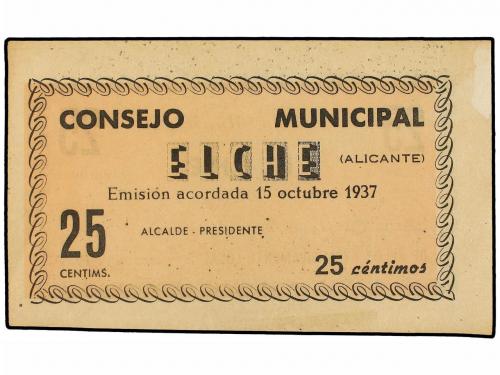 CONSEJO MUNICIPAL
ELCHE (ALICANTE)
Emisión acordada 15 octubre 1937
25 ALCALDE - PRESIDENTE
CENTIMS. 25 céntimos